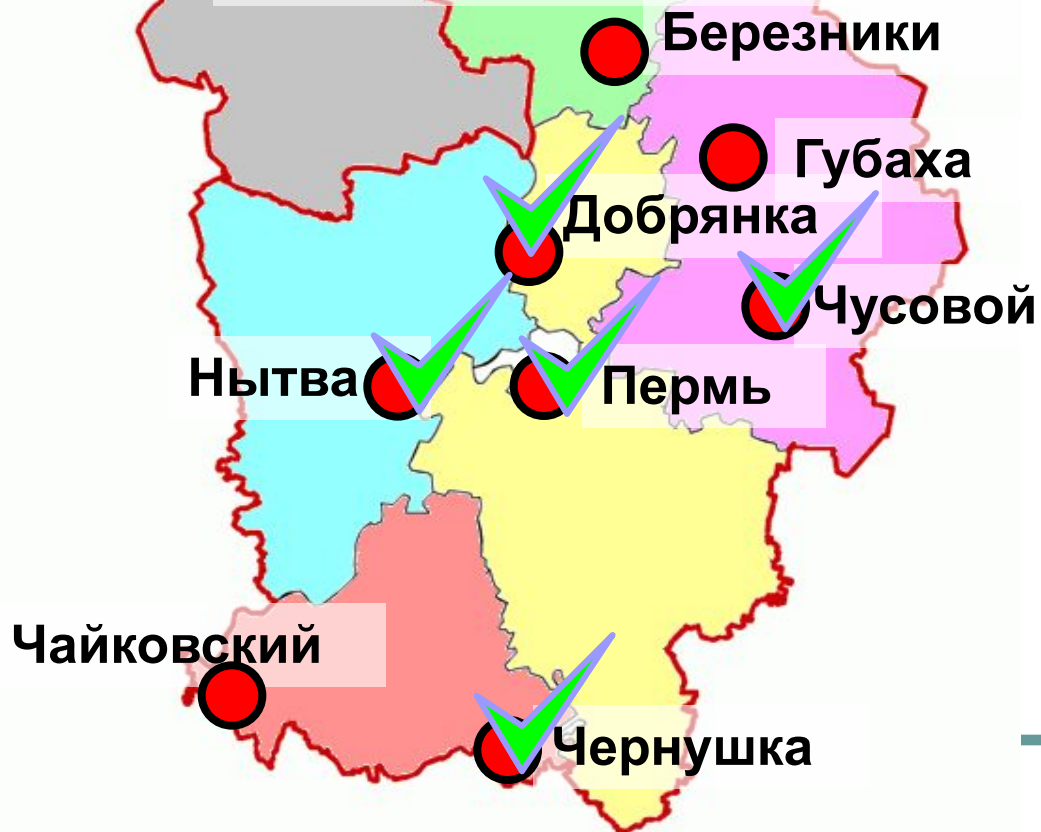 Березники
Губаха
Добрянка
Чусовой
Нытва
Пермь
Чайковский
Чернушка